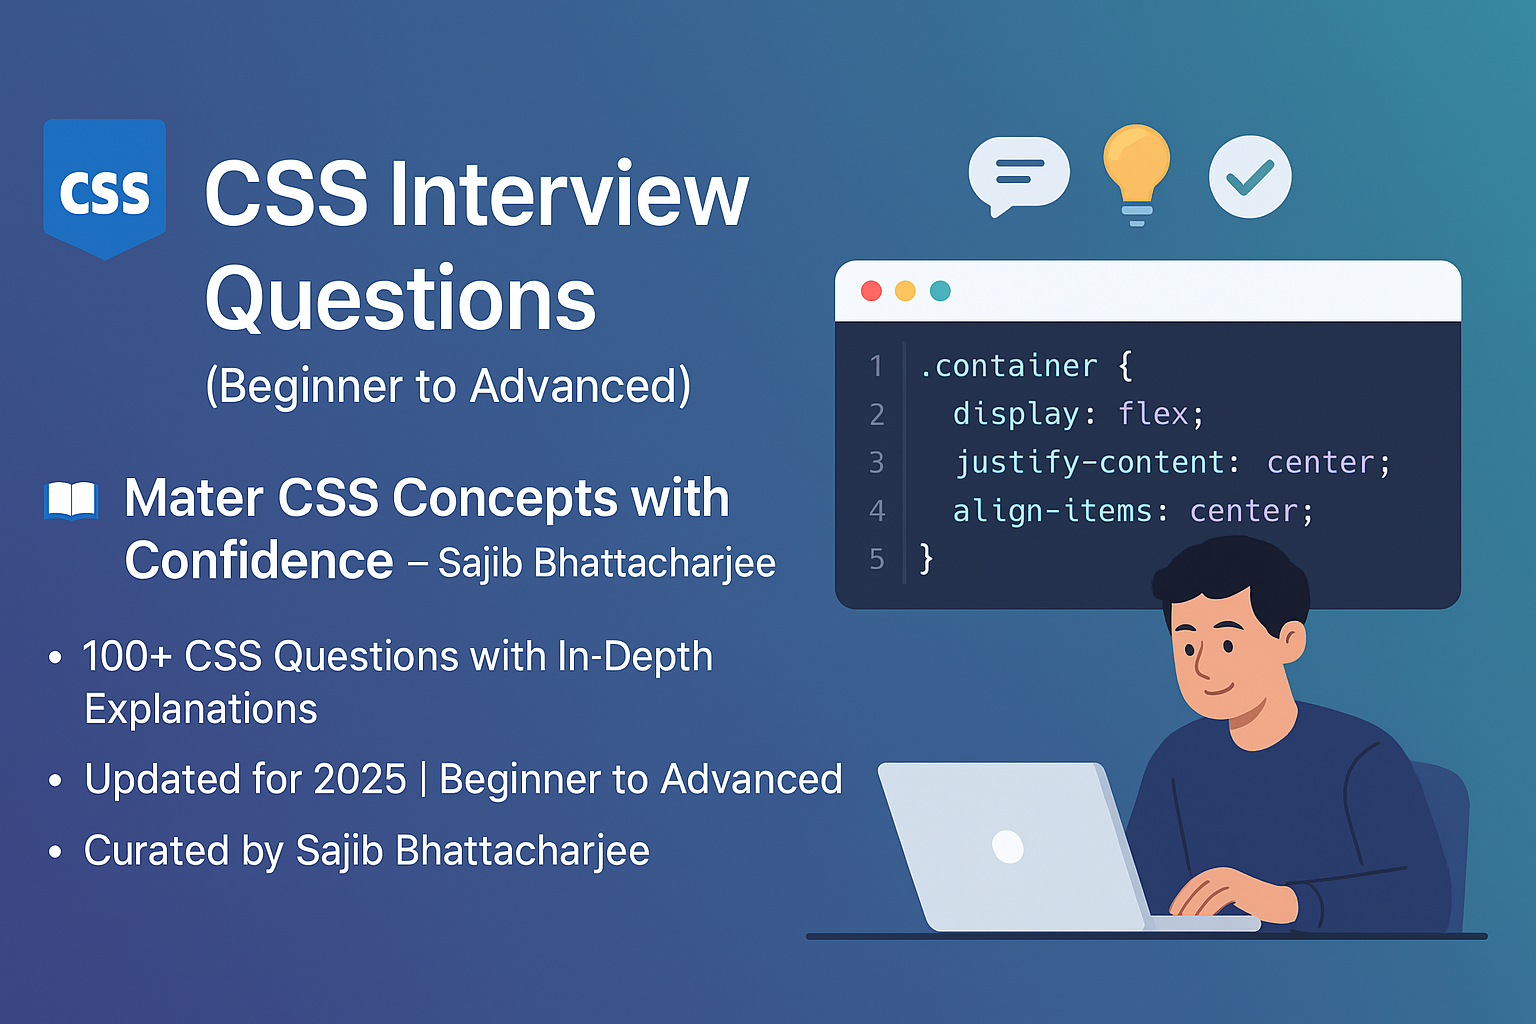 CSS
CSS Interview
Questions
(Beginner to Advanced)
Mater CSS Concepts with
Confidence – Sajib Bhattacharjee
• 100+ CSS Questions with In-Depth
Explanations
• Updated for 2025 | Beginner to Advanced
• Curated by Sajib Bhattacharjee
1 .container {
2   display: flex;
3   justify-content: center;
4   align-items: center;
5 }